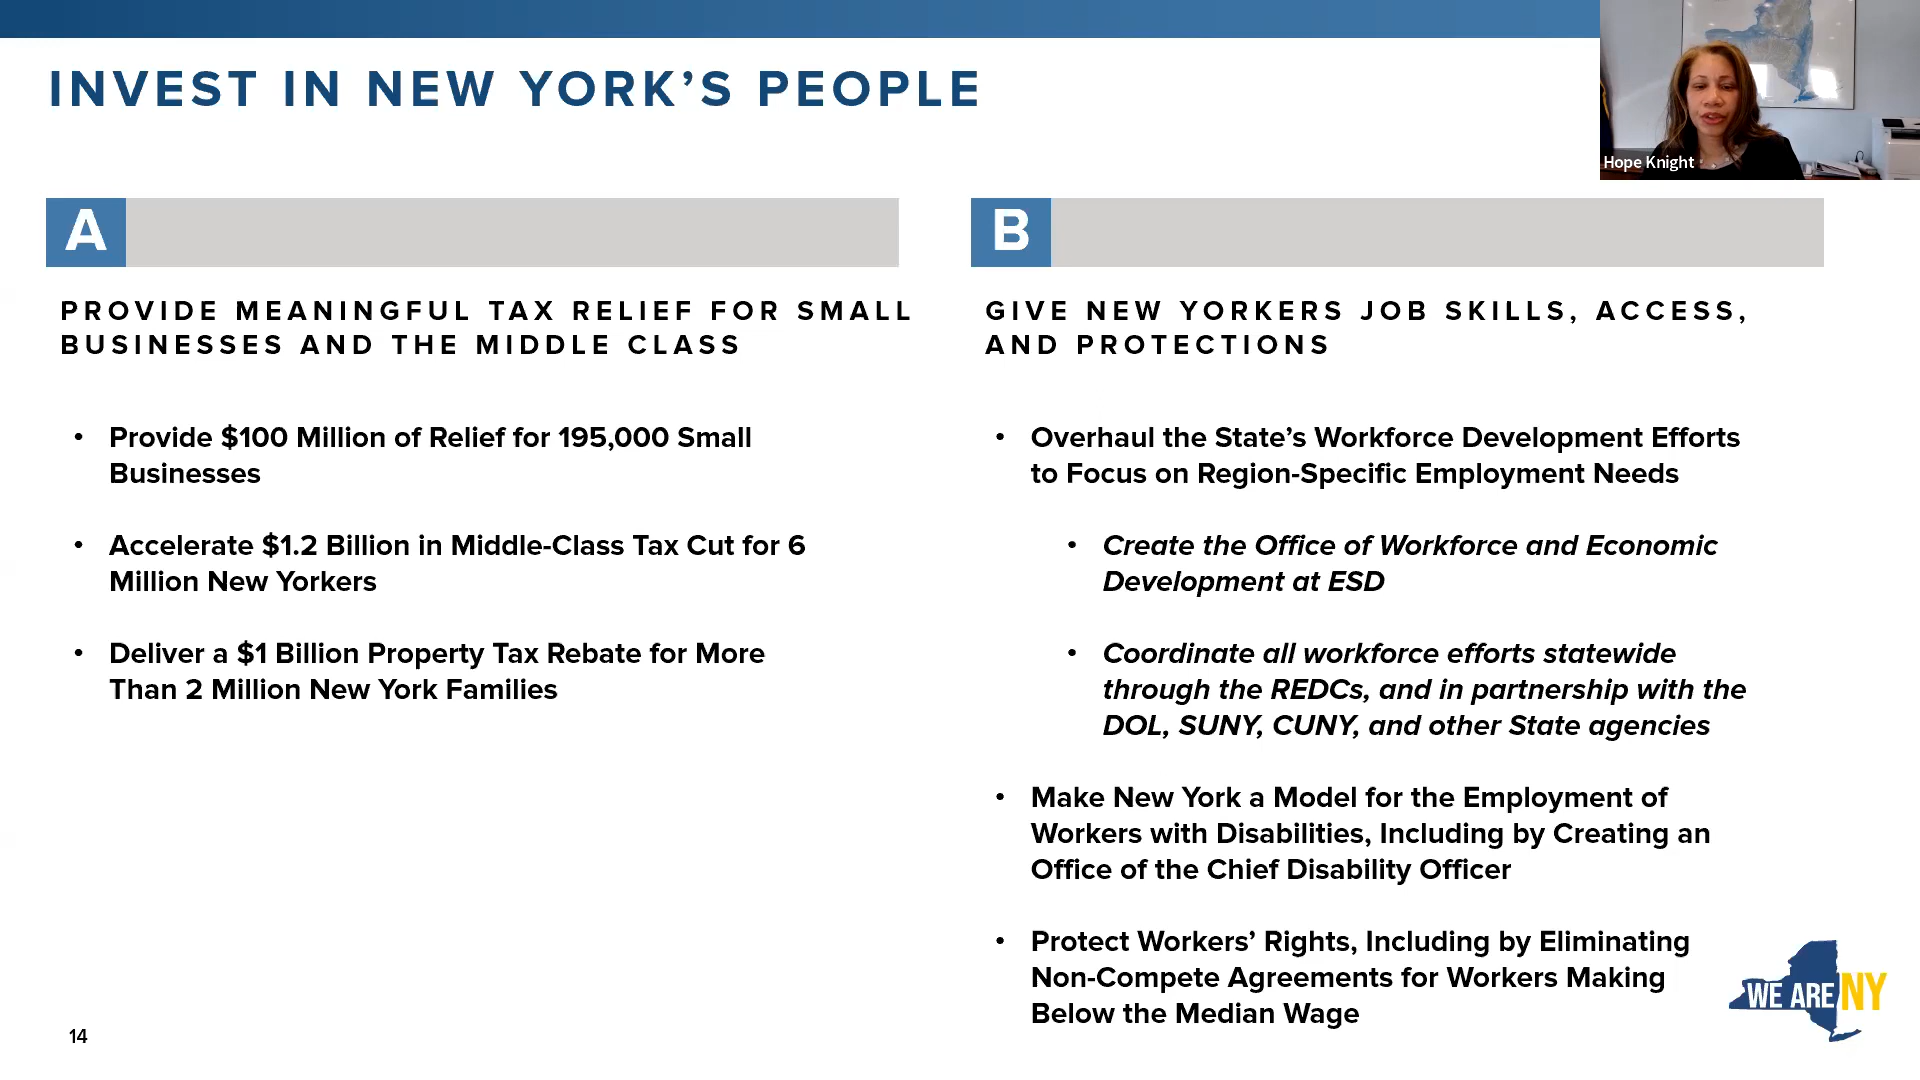 INVEST IN NEW YORK’S PEOPLE
Hope Knight
A
PROVIDE MEANINGFUL TAX RELIEF FOR SMALL
BUSINESSES AND THE MIDDLE CLASS
• Provide $100 Million of Relief for 195,000 Small
Businesses
• Accelerate $1.2 Billion in Middle-Class Tax Cut for 6
Million New Yorkers
• Deliver a $1 Billion Property Tax Rebate for More
Than 2 Million New York Families
B
GIVE NEW YORKERS JOB SKILLS, ACCESS,
AND PROTECTIONS
• Overhaul the State’s Workforce Development Efforts
to Focus on Region-Specific Employment Needs
• Create the Office of Workforce and Economic
Development at ESD
• Coordinate all workforce efforts statewide
through the REDCs, and in partnership with the
DOL, SUNY, CUNY, and other State agencies
• Make New York a Model for the Employment of
Workers with Disabilities, Including by Creating an
Office of the Chief Disability Officer
• Protect Workers’ Rights, Including by Eliminating
Non-Compete Agreements for Workers Making
Below the Median Wage
WE ARE NY
14